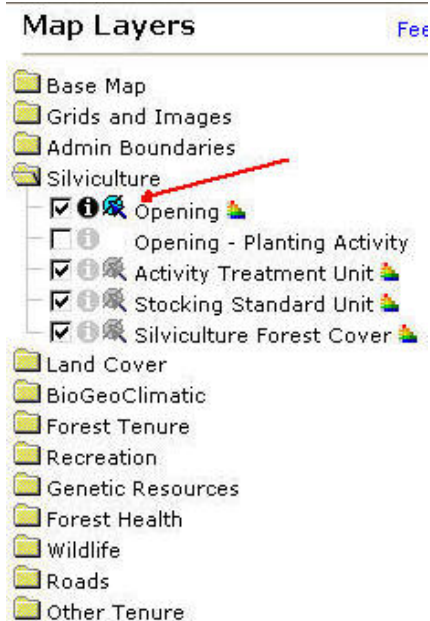 Map Layers Fee
Base Map
Grids and Images
Admin Boundaries
Silviculture
Opening
Opening - Planting Activity
Activity Treatment Unit
Stocking Standard Unit
Silviculture Forest Cover
Land Cover
BioGeoClimatic
Forest Tenure
Recreation
Genetic Resources
Forest Health
Wildlife
Roads
Other Tenure